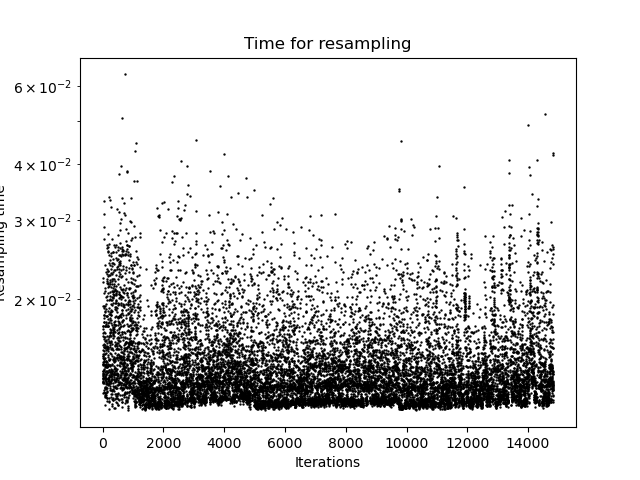 Time for resampling
6 × 10⁻²
4 × 10⁻²
3 × 10⁻²
2 × 10⁻²
Resampling time
0 2000 4000 6000 8000 10000 12000 14000
Iterations